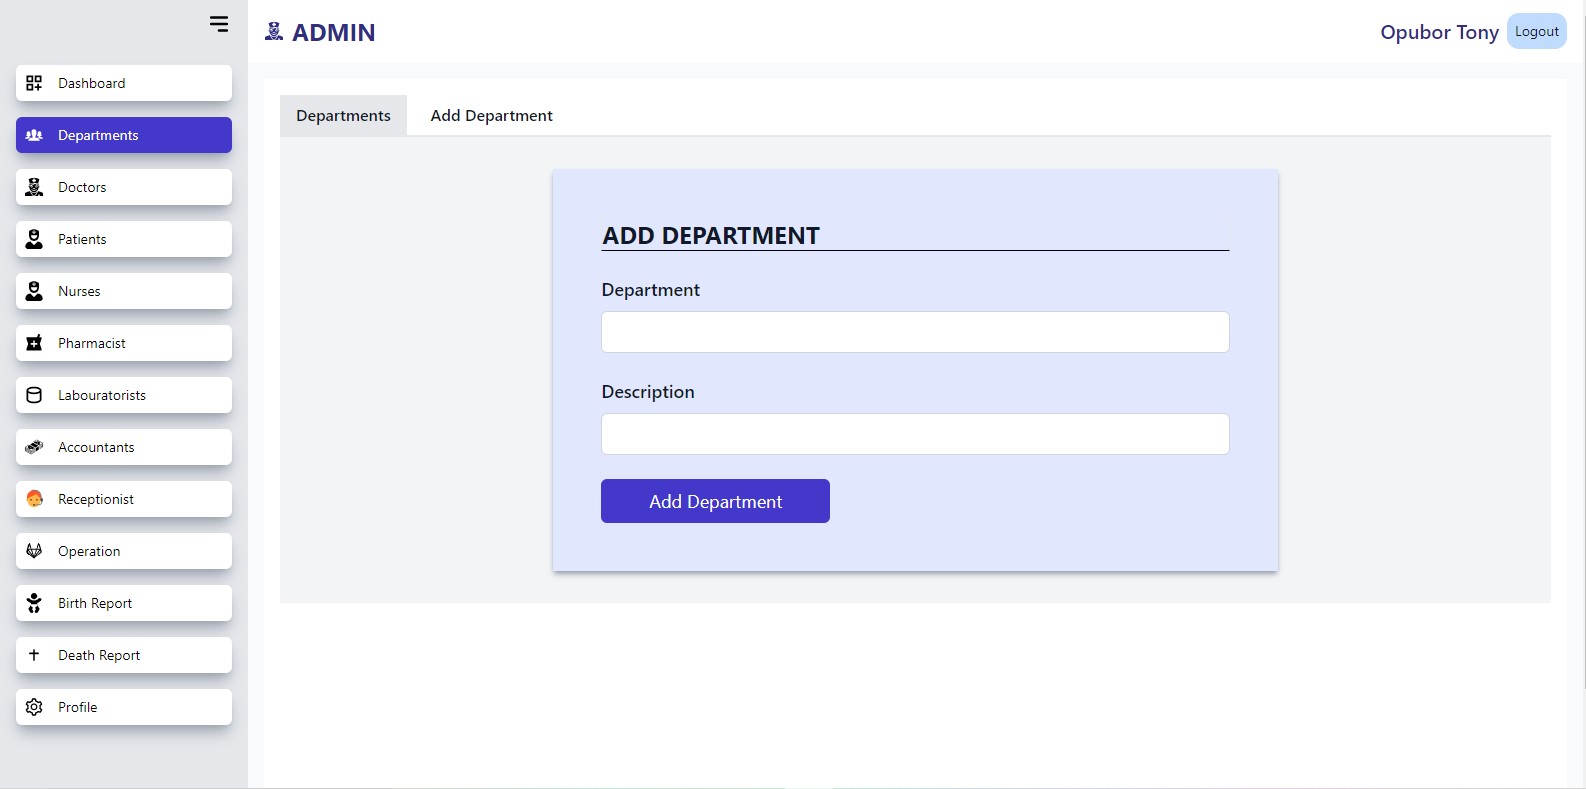 ADMIN
Opubor Tony
Logout
Dashboard
Departments
Doctors
Patients
Nurses
Pharmacist
Labouratorists
Accountants
Receptionist
Operation
Birth Report
Death Report
Profile
Departments
Add Department
ADD DEPARTMENT
Department
Description
Add Department